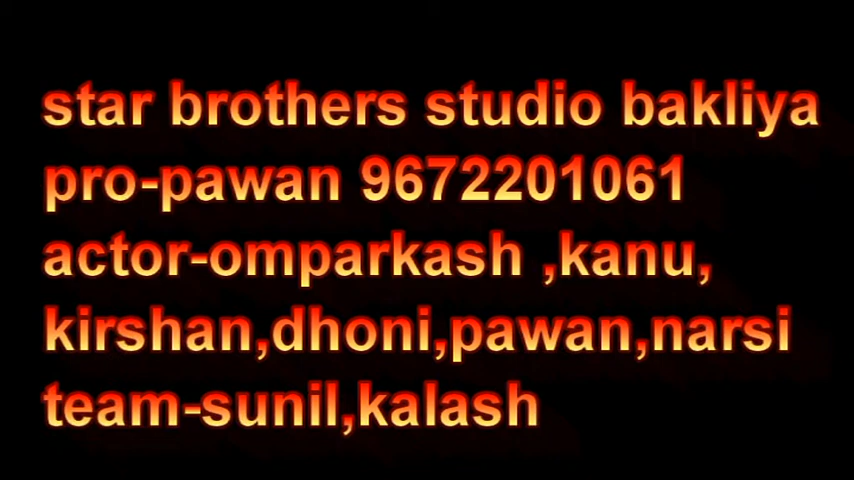 star brothers studio bakliya
pro-pawan 9672201061
actor-omparkash ,kanu,
kirshan,dhoni,pawan,narsi
team-sunil,kalash